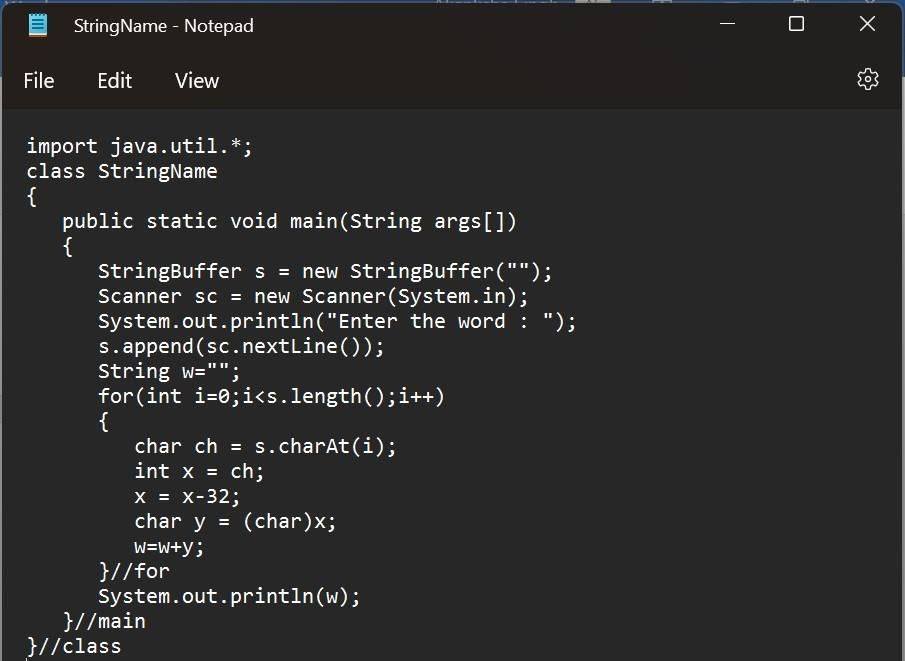 StringName - Notepad
File Edit View
import java.util.*;
class StringName
{
   public static void main(String args[])
   {
      StringBuffer s = new StringBuffer("");
      Scanner sc = new Scanner(System.in);
      System.out.println("Enter the word : ");
      s.append(sc.nextLine());
      String w="";
      for(int i=0;i<s.length();i++)
      {
         char ch = s.charAt(i);
         int x = ch;
         x = x-32;
         char y = (char)x;
         w=w+y;
      }//for
      System.out.println(w);
   }//main
}//class